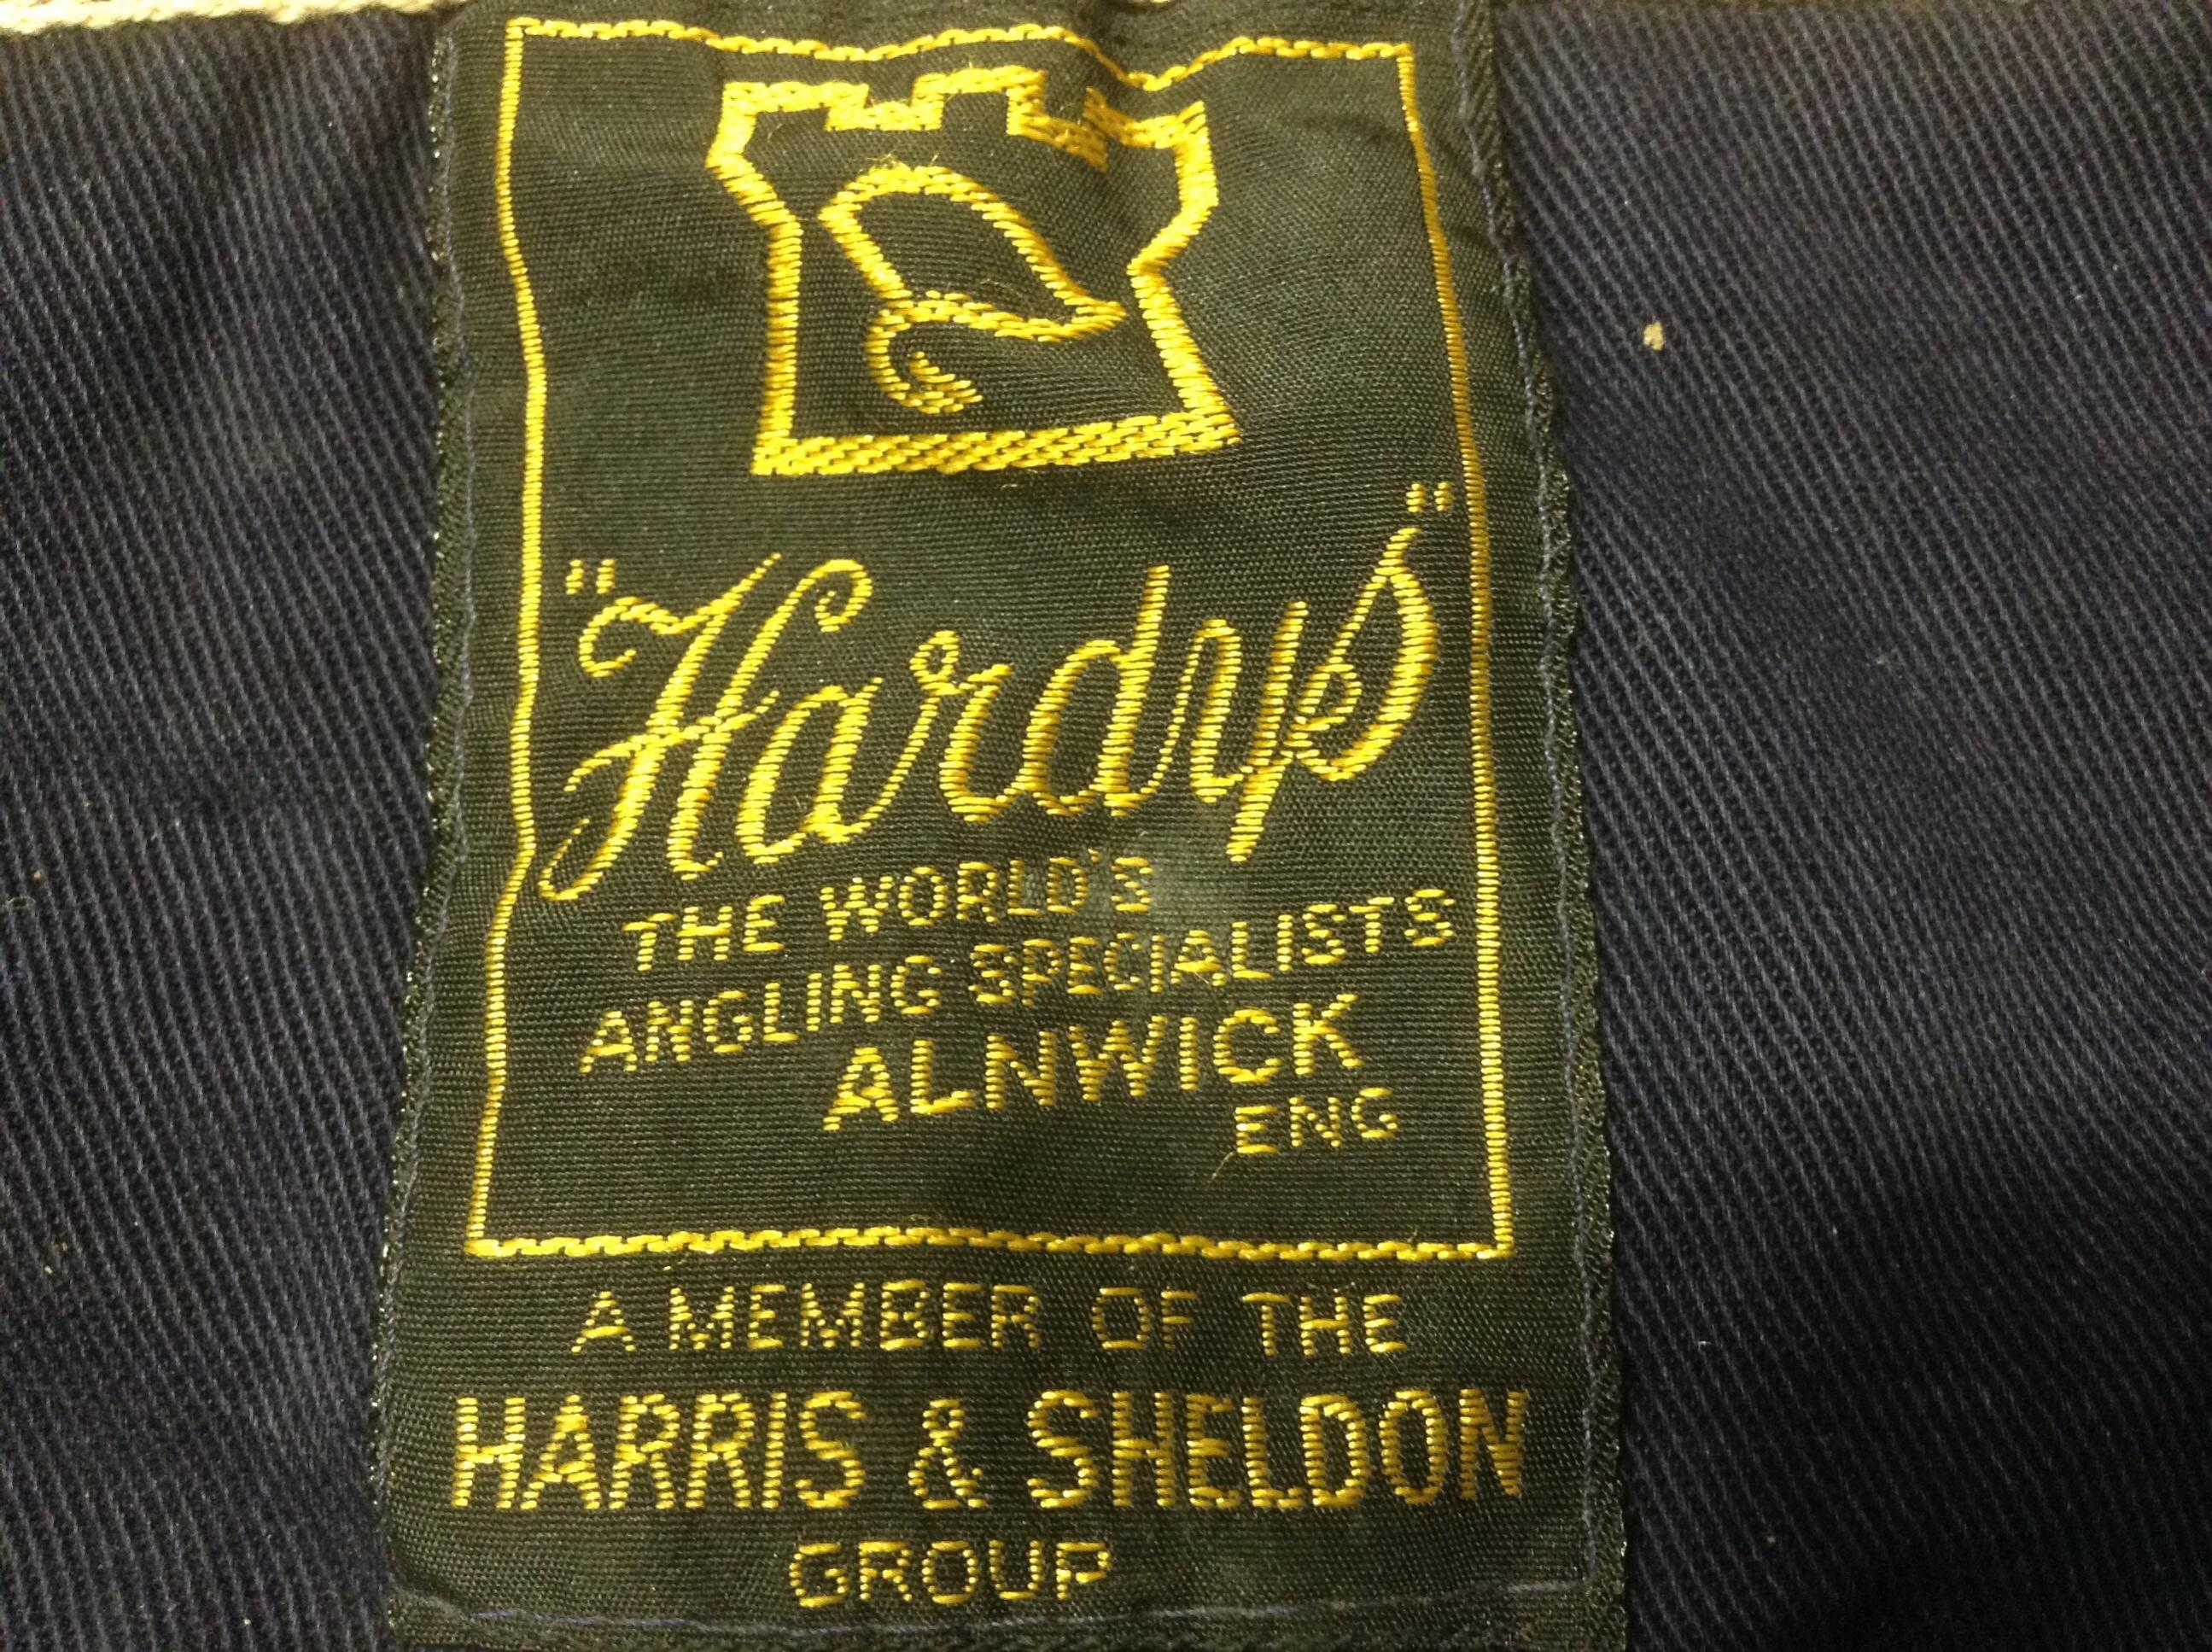 "Hardys"
THE WORLD'S
ANGLING SPECIALISTS
ALNWICK
ENG
A MEMBER OF THE
HARRIS & SHELDON
GROUP